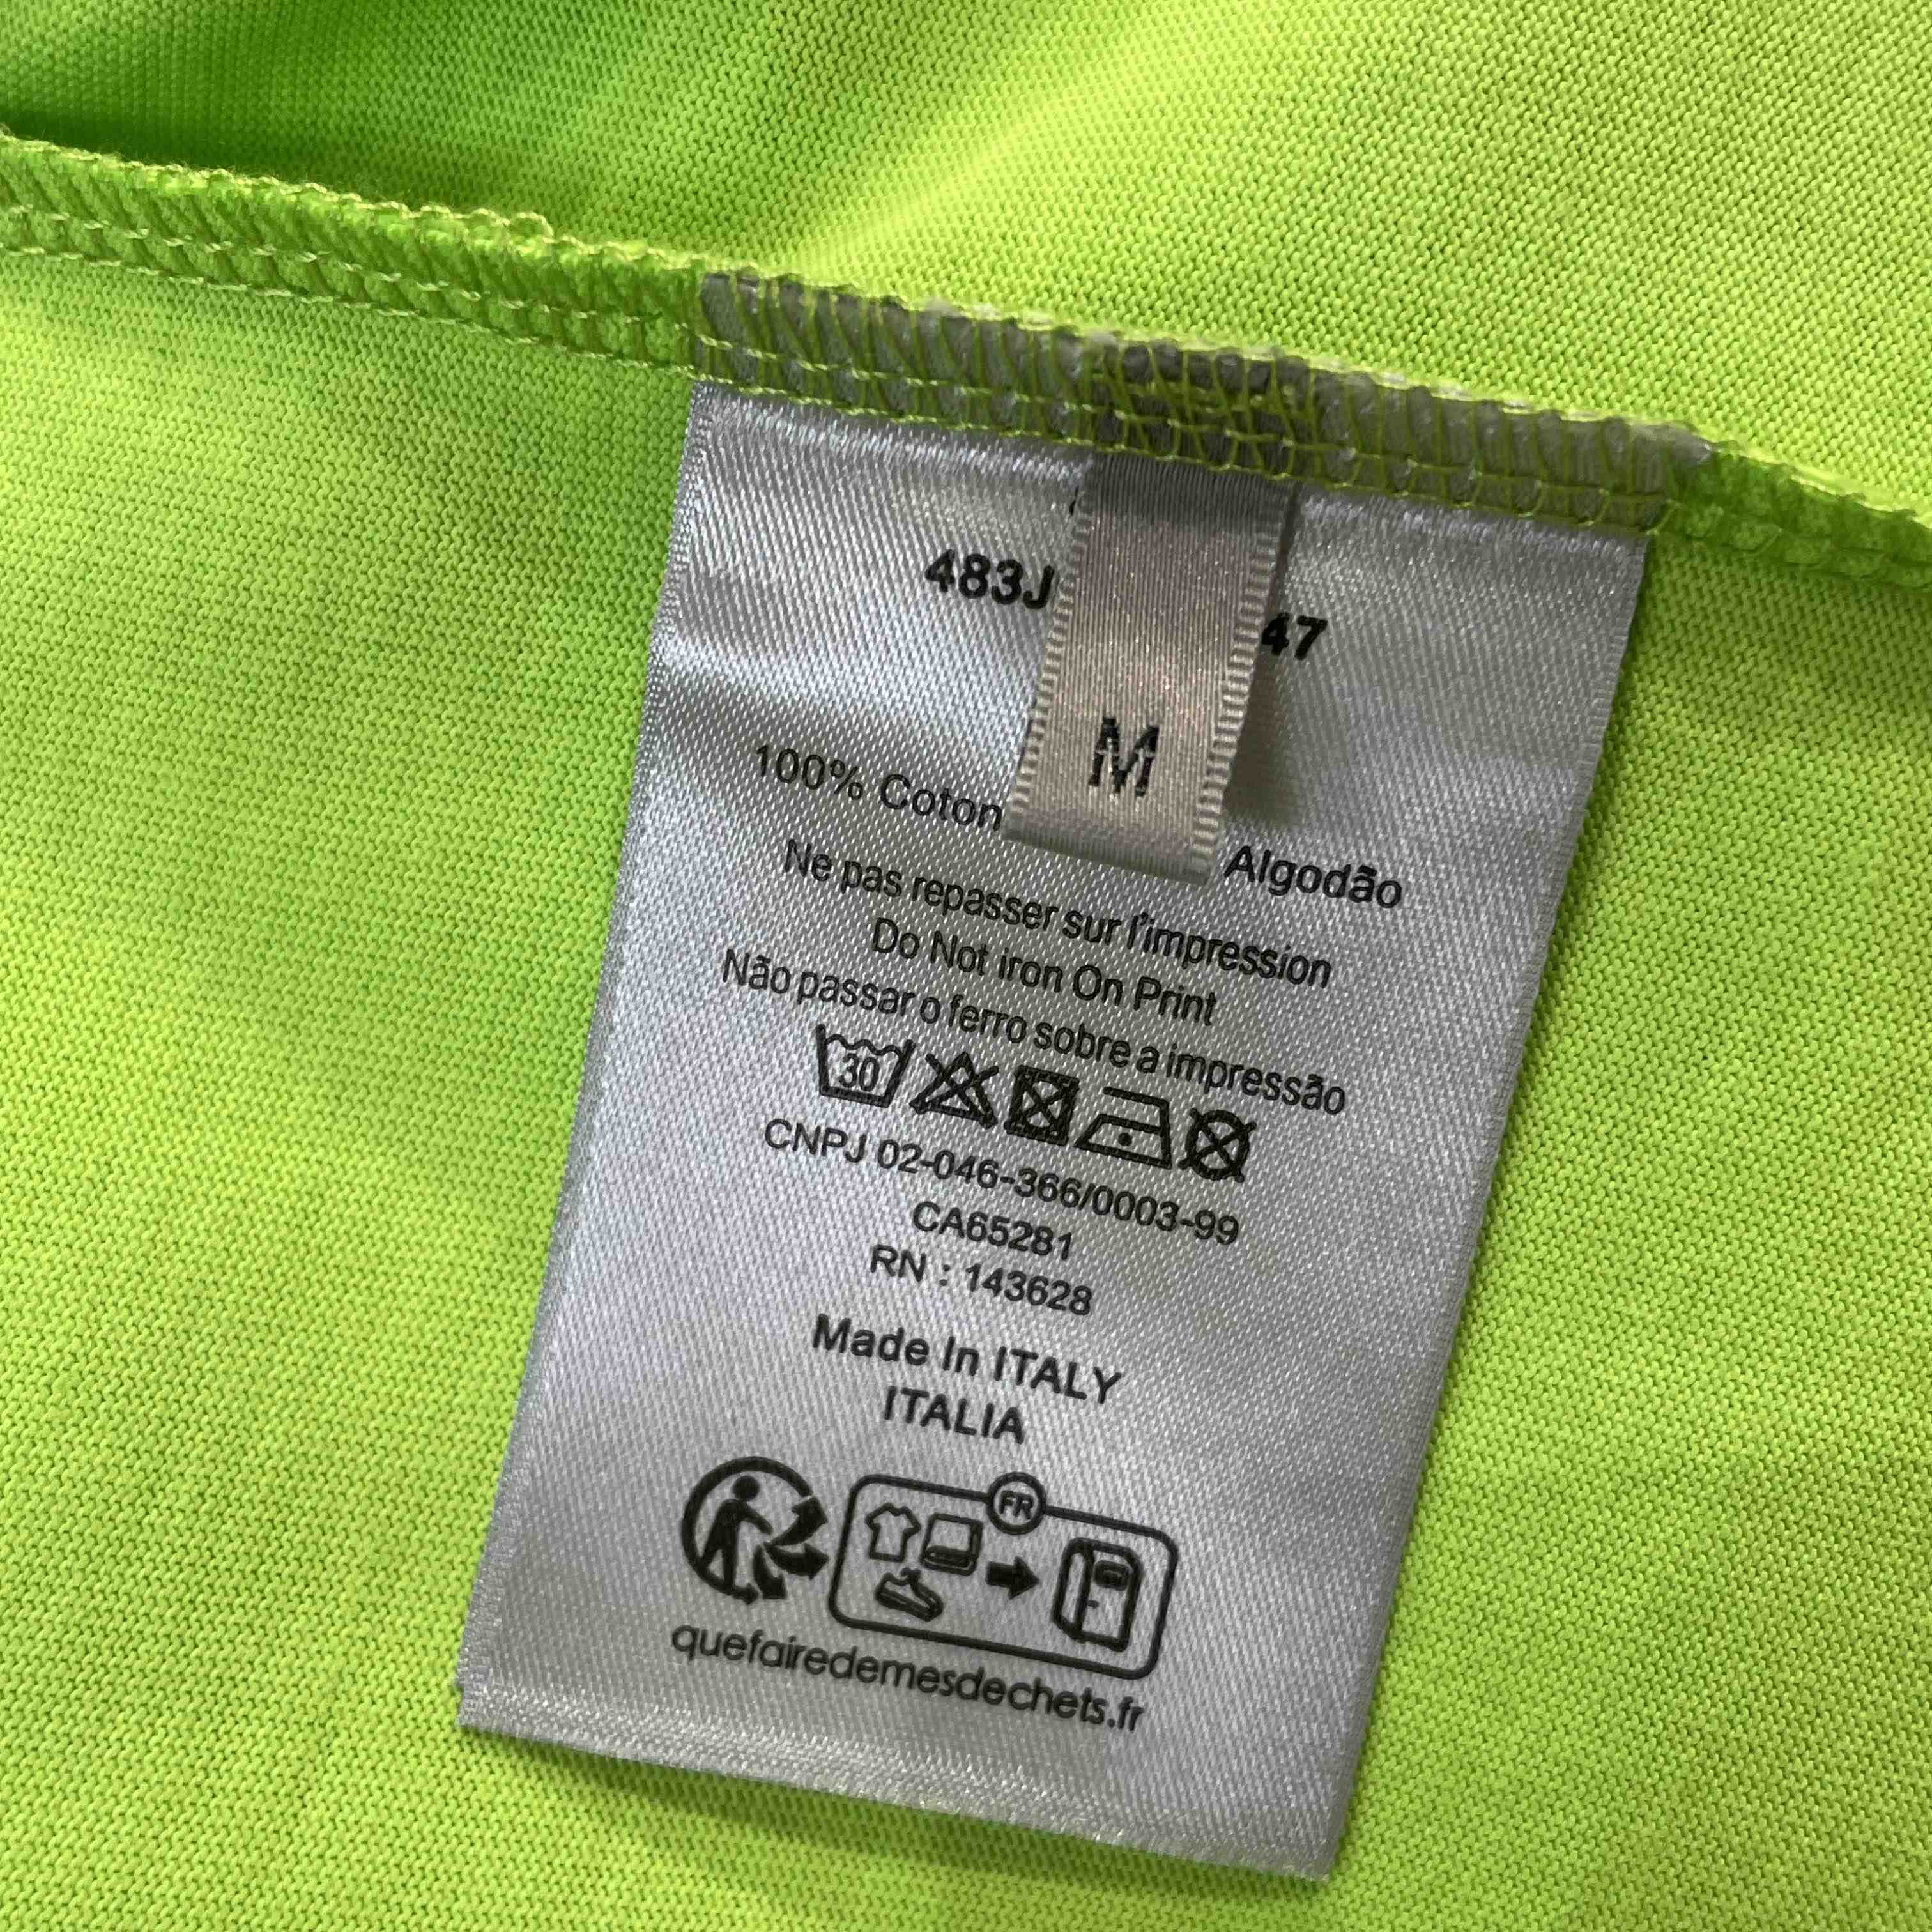 483J 47
M
100% Coton Algodão
Ne pas repasser sur l'impression
Do Not iron On Print
Não passar o ferro sobre a impressão
30
CNPJ 02-046-366/0003-99
CA65281
RN : 143628
Made In ITALY
ITALIA
FR
quefairedemesdechets.fr